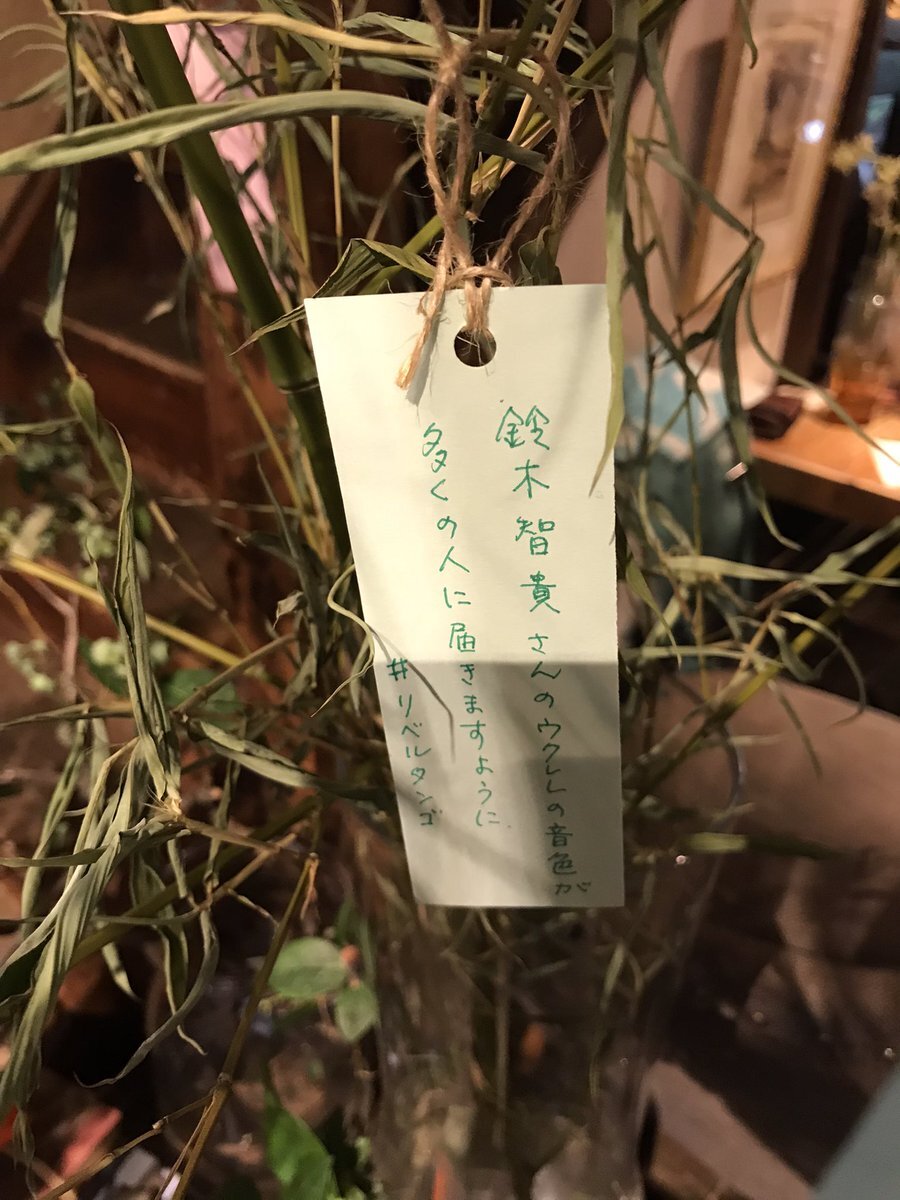 鈴木智貴さんのウクレレの音色が
多くの人に届きますように
#リベルタンゴ